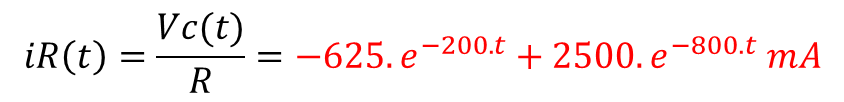 iR(t) = Vc(t)/R = −625. e^−200.t + 2500. e^−800.t mA